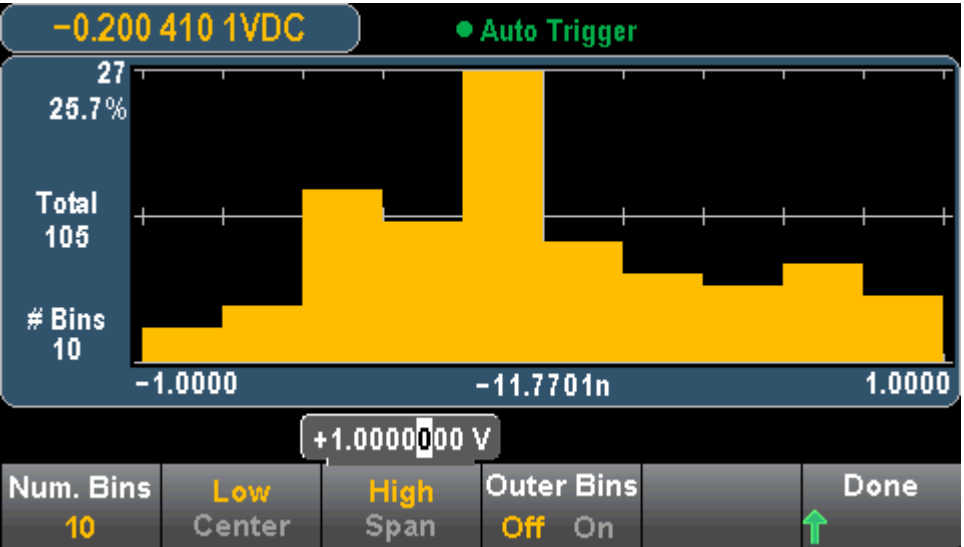 −0.200 410 1VDC
Auto Trigger
27
25.7%
Total
105
# Bins
10
−1.0000 −11.7701n 1.0000
+1.0000000 V
Num. Bins Low High Outer Bins Done
10 Center Span Off On